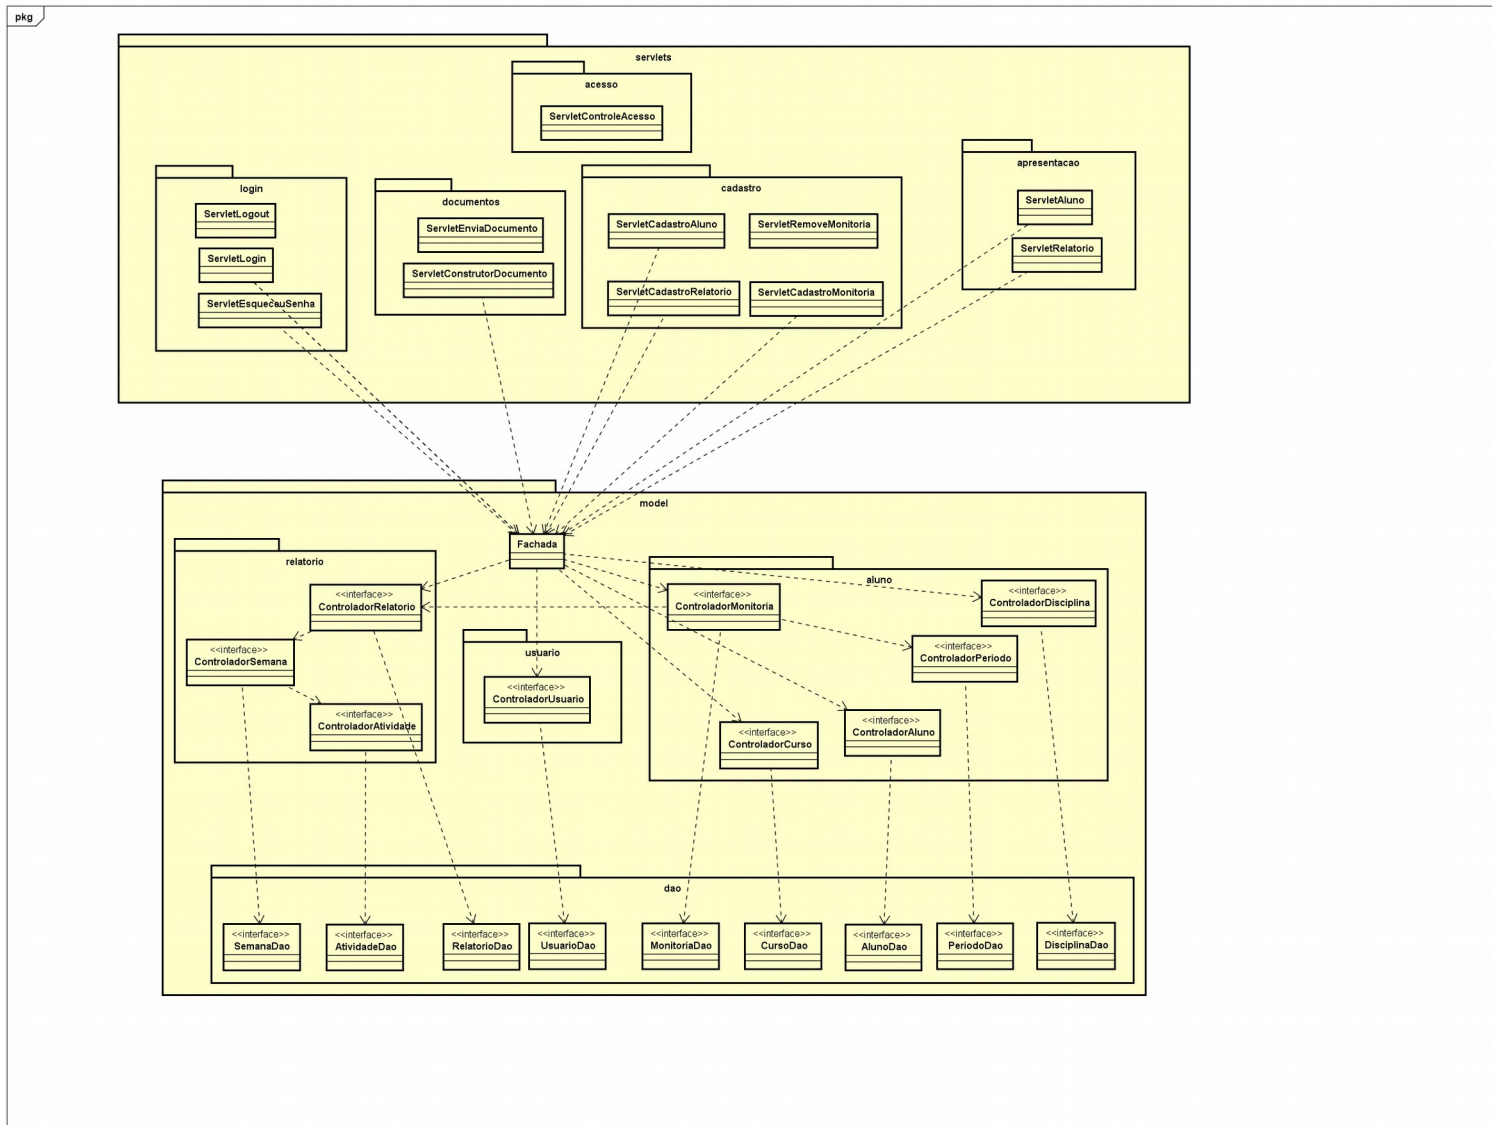 pkg
servlets
acesso
ServletControleAcesso
login
ServletLogout
ServletLogin
ServletEsqueceuSenha
documentos
ServletEnviaDocumento
ServletConstrutorDocumento
cadastro
ServletCadastroAluno
ServletRemoveMonitoria
ServletCadastroRelatorio
ServletCadastroMonitoria
apresentacao
ServletAluno
ServletRelatorio
model
Fachada
relatorio
<<interface>>
ControladorRelatorio
<<interface>>
ControladorSemana
<<interface>>
ControladorAtividade
usuario
<<interface>>
ControladorUsuario
aluno
<<interface>>
ControladorMonitoria
<<interface>>
ControladorDisciplina
<<interface>>
ControladorPeriodo
<<interface>>
ControladorCurso
<<interface>>
ControladorAluno
dao
<<interface>>
SemanaDao
<<interface>>
AtividadeDao
<<interface>>
RelatorioDao
<<interface>>
UsuarioDao
<<interface>>
MonitoriaDao
<<interface>>
CursoDao
<<interface>>
AlunoDao
<<interface>>
PeriodoDao
<<interface>>
DisciplinaDao